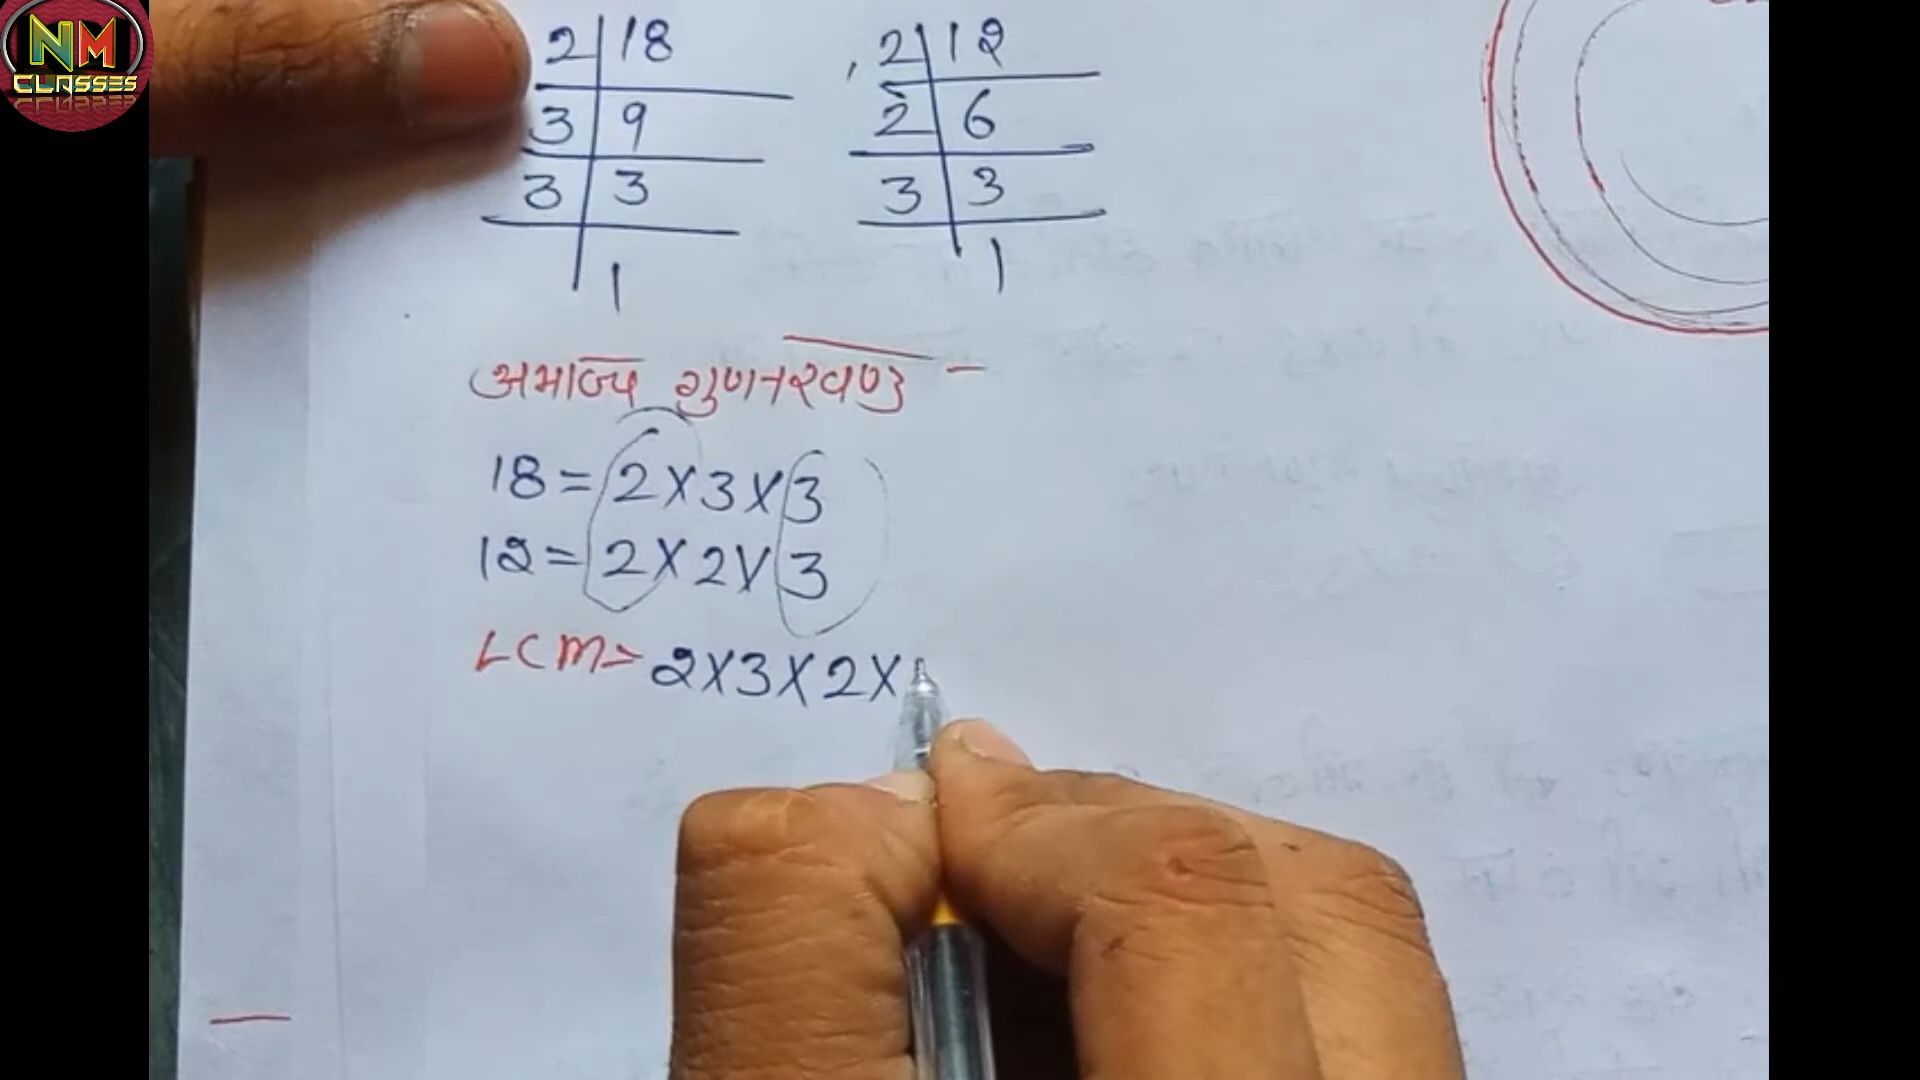 NM
CLASSES
2 | 18
3 | 9
3 | 3
1
, 2 | 12
2 | 6
3 | 3
1
अभाज्य गुणनखण्ड -
18 = 2 X 3 X 3
12 = 2 X 2 X 3
LCM = 2 X 3 X 2 X